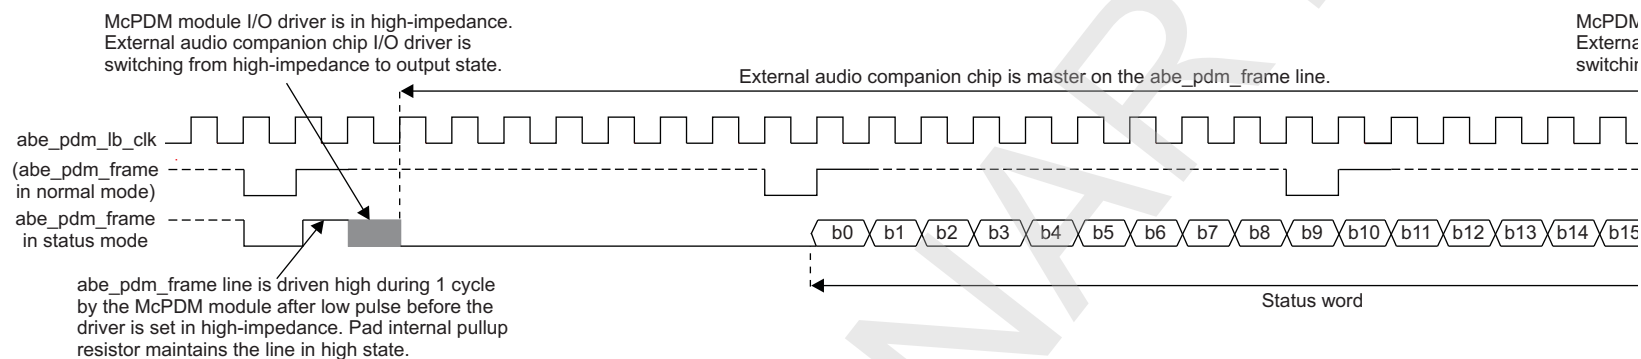 McPDM module I/O driver is in high-impedance.
External audio companion chip I/O driver is
switching from high-impedance to output state.
McPDM
Externa
switchin
External audio companion chip is master on the abe_pdm_frame line.
abe_pdm_lb_clk
(abe_pdm_frame
in normal mode)
abe_pdm_frame
in status mode
b0 b1 b2 b3 b4 b5 b6 b7 b8 b9 b10 b11 b12 b13 b14 b15
abe_pdm_frame line is driven high during 1 cycle
by the McPDM module after low pulse before the
driver is set in high-impedance. Pad internal pullup
resistor maintains the line in high state.
Status word